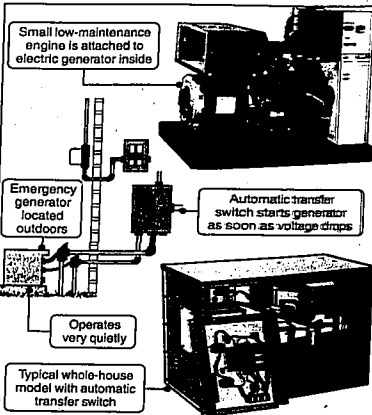 Small low-maintenance
engine is attached to
electric generator inside
Emergency
generator
located
outdoors
Automatic transfer
switch starts generator
as soon as voltage drops
Operates
very quietly
Typical whole-house
model with automatic
transfer switch